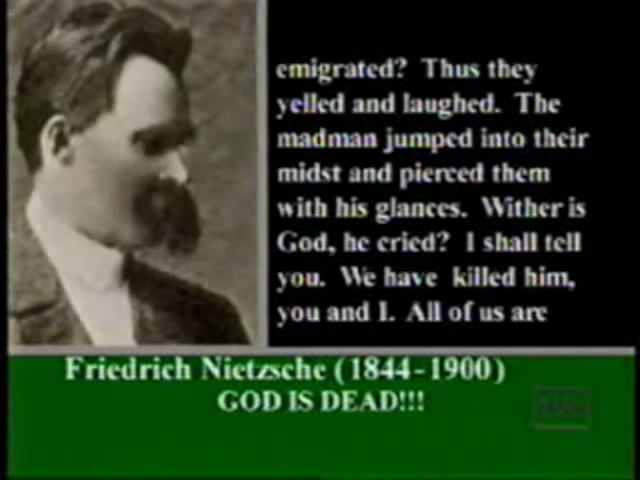 emigrated? Thus they
yelled and laughed. The
madman jumped into their
midst and pierced them
with his glances. Wither is
God, he cried? I shall tell
you. We have killed him,
you and I. All of us are
Friedrich Nietzsche (1844-1900)
GOD IS DEAD!!!